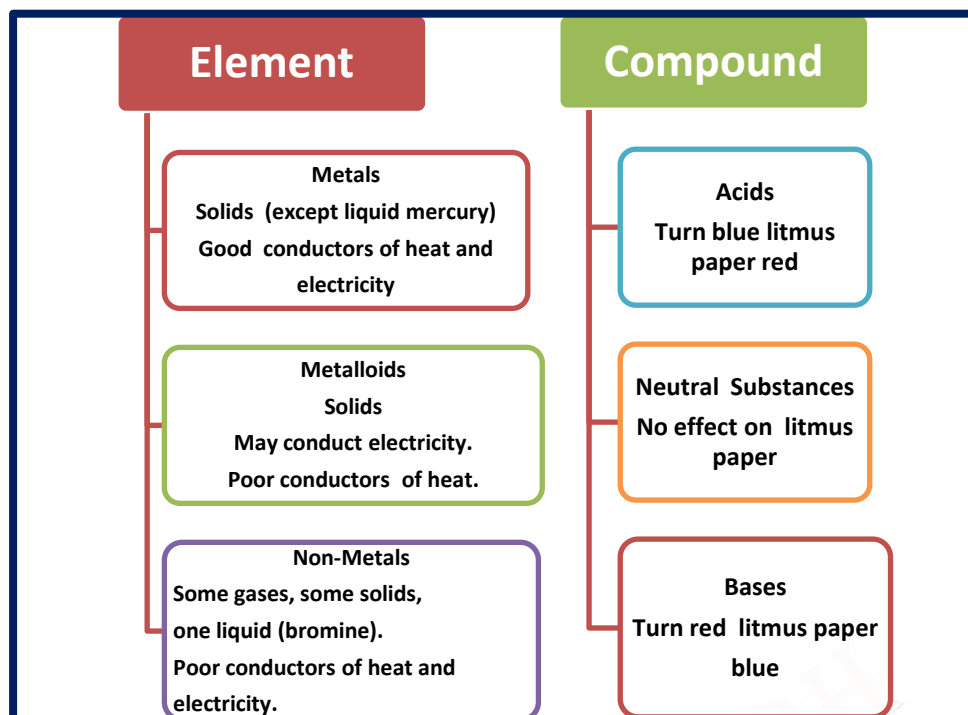 Element
Metals
Solids (except liquid mercury)
Good conductors of heat and
electricity
Metalloids
Solids
May conduct electricity.
Poor conductors of heat.
Non-Metals
Some gases, some solids,
one liquid (bromine).
Poor conductors of heat and
electricity.
Compound
Acids
Turn blue litmus
paper red
Neutral Substances
No effect on litmus
paper
Bases
Turn red litmus paper
blue